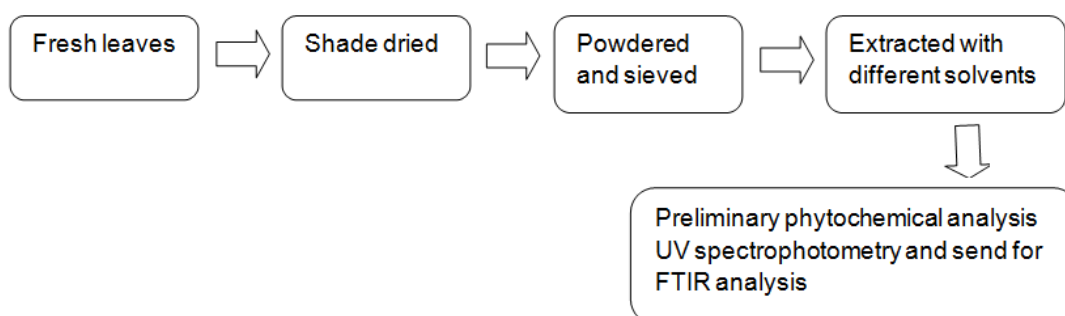 Fresh leaves
Shade dried
Powdered
and sieved
Extracted with
different solvents
Preliminary phytochemical analysis
UV spectrophotometry and send for
FTIR analysis